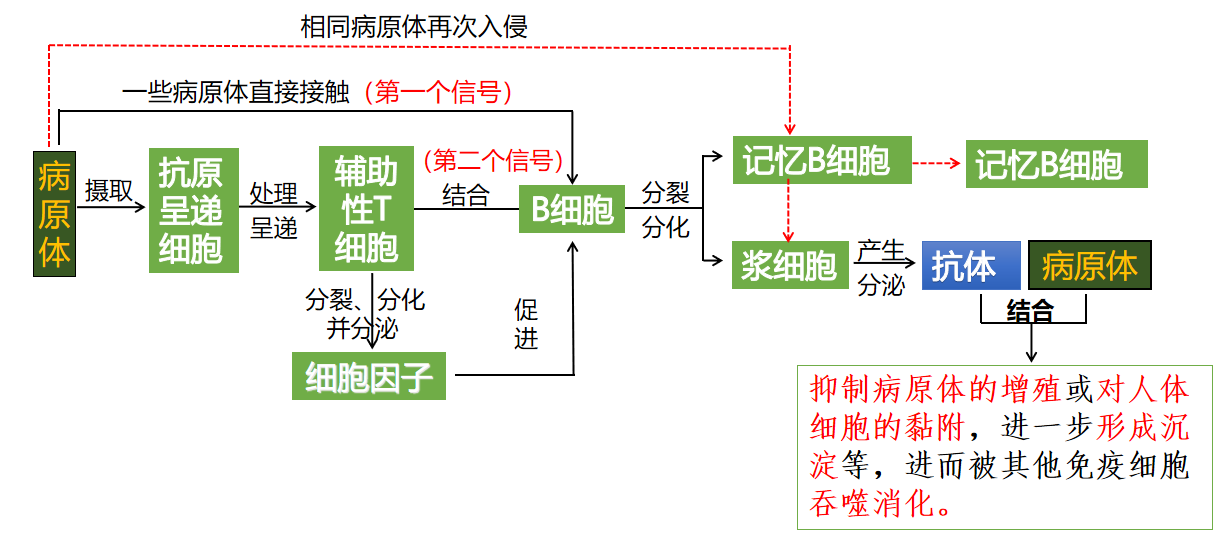 相同病原体再次入侵
一些病原体直接接触（第一个信号）
病原体
摄取
抗原呈递细胞
处理
呈递
辅助性T细胞
（第二个信号）
结合
B细胞
分裂
分化
记忆B细胞
记忆B细胞
浆细胞
产生
分泌
抗体
病原体
结合
分裂、分化
并分泌
细胞因子
促进
抑制病原体的增殖或对人体
细胞的黏附，进一步形成沉
淀等，进而被其他免疫细胞
吞噬消化。